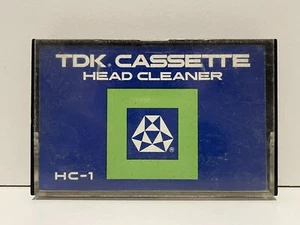 TDK CASSETTE
HEAD CLEANER
®
HC-1